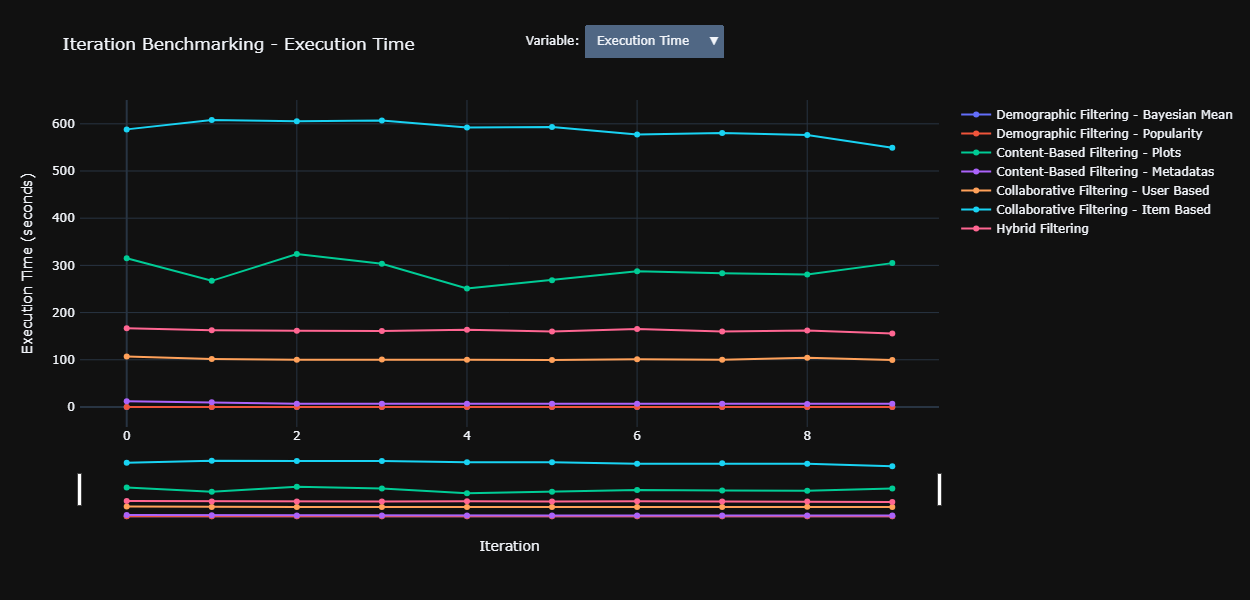 Iteration Benchmarking - Execution Time
Variable: Execution Time ▼
Execution Time (seconds)
600
500
400
300
200
100
0
0 2 4 6 8
Iteration
Demographic Filtering - Bayesian Mean
Demographic Filtering - Popularity
Content-Based Filtering - Plots
Content-Based Filtering - Metadatas
Collaborative Filtering - User Based
Collaborative Filtering - Item Based
Hybrid Filtering